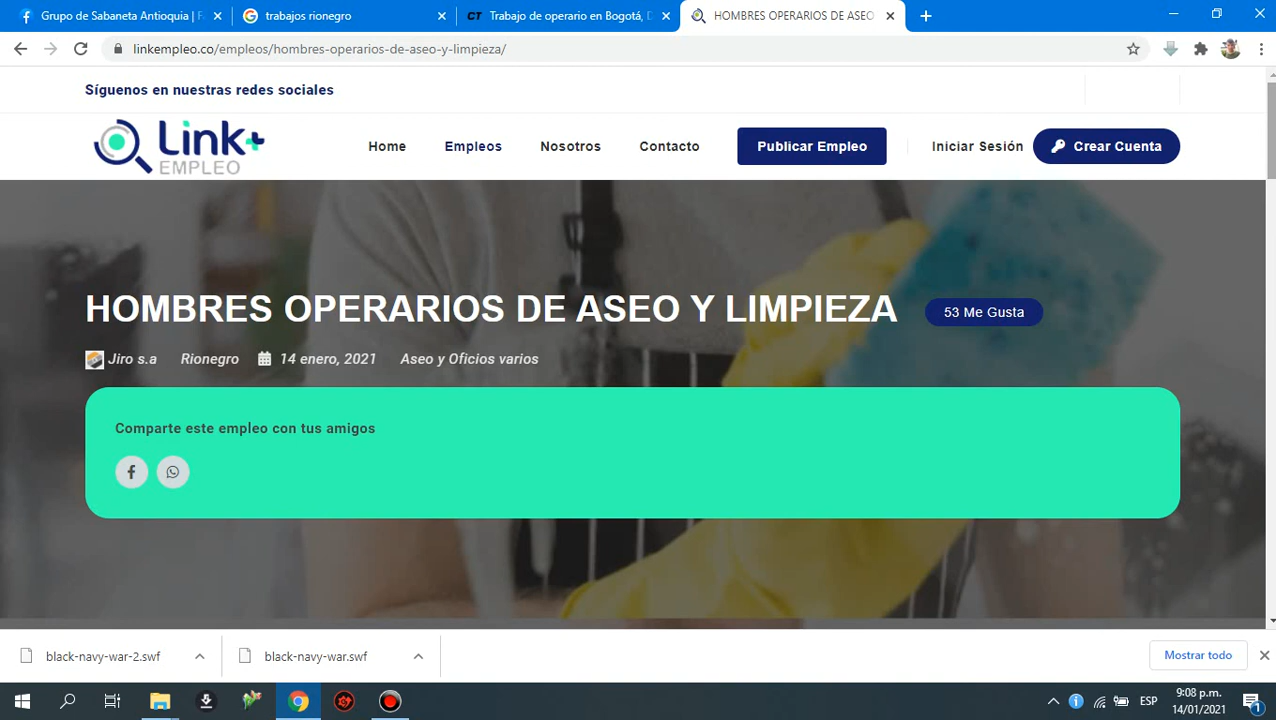 Grupo de Sabaneta Antioquia | F
trabajos rionegro
CT Trabajo de operario en Bogotá, D
HOMBRES OPERARIOS DE ASEO
linkempleo.co/empleos/hombres-operarios-de-aseo-y-limpieza/
Síguenos en nuestras redes sociales
Link+
EMPLEO
Home
Empleos
Nosotros
Contacto
Publicar Empleo
Iniciar Sesión
Crear Cuenta
HOMBRES OPERARIOS DE ASEO Y LIMPIEZA
53 Me Gusta
Jiro s.a
Rionegro
14 enero, 2021
Aseo y Oficios varios
Comparte este empleo con tus amigos
black-navy-war-2.swf
black-navy-war.swf
Mostrar todo
ESP
9:08 p.m.
14/01/2021
1